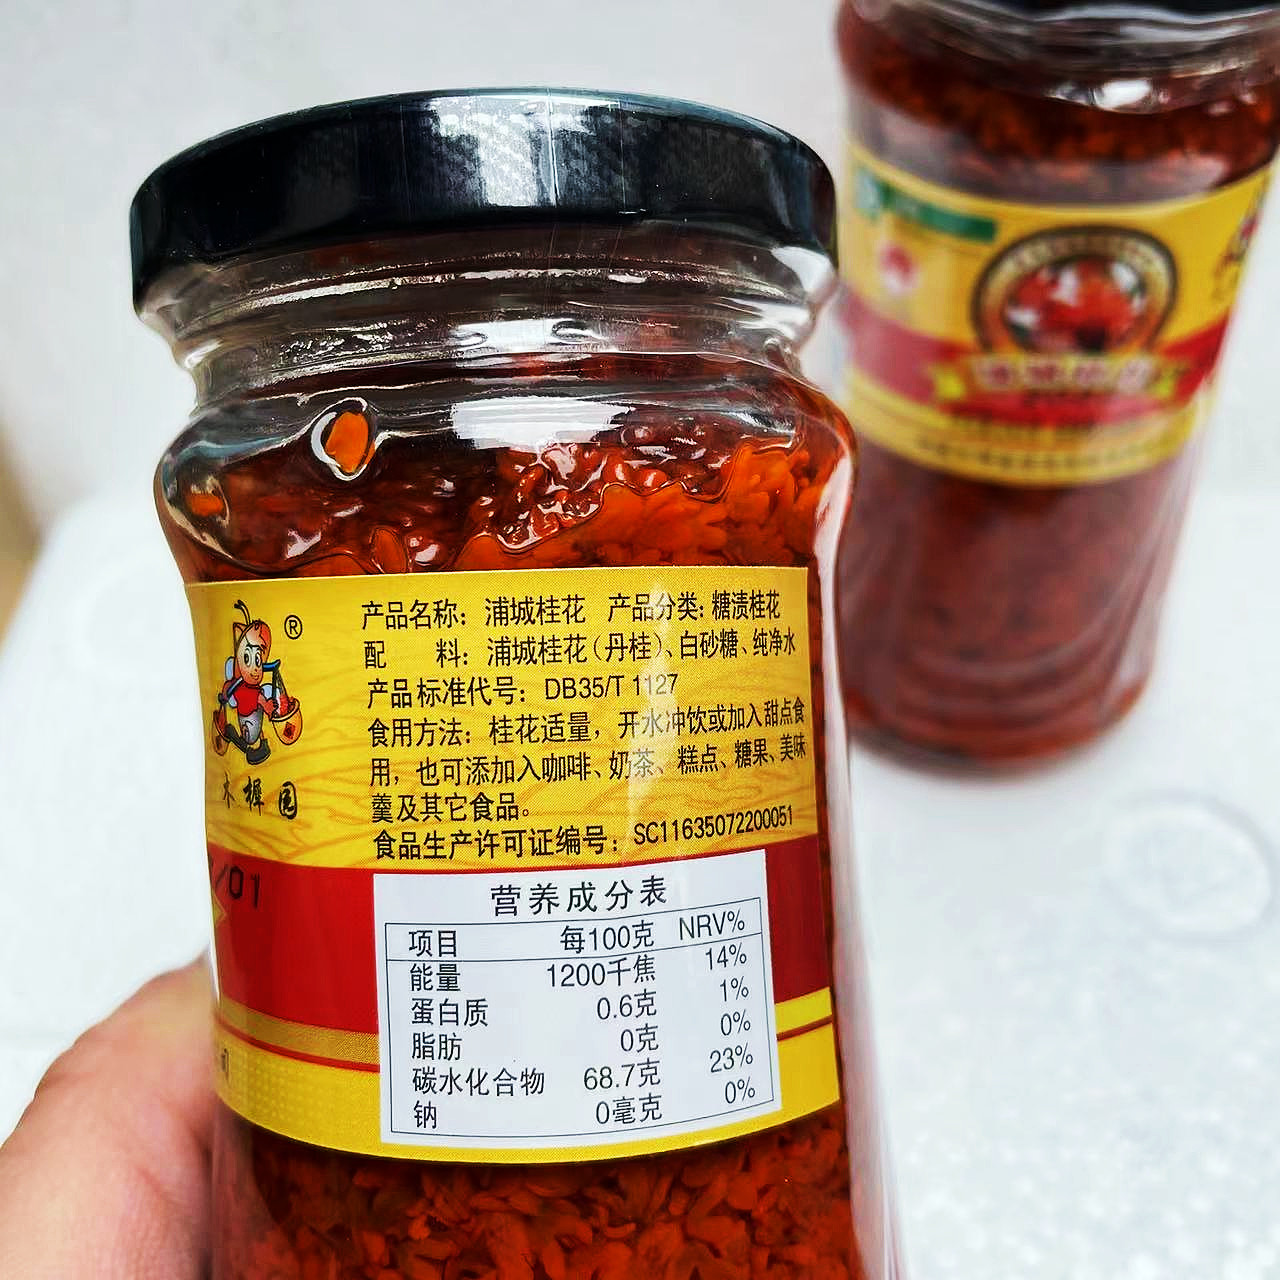 ®
木樨园
产品名称：浦城桂花 产品分类：糖渍桂花
配 料：浦城桂花（丹桂）、白砂糖、纯净水
产品标准代号：DB35/T 1127
食用方法：桂花适量，开水冲饮或加入甜点食
用，也可添加入咖啡、奶茶、糕点、糖果、美味
羹及其它食品。
食品生产许可证编号：SC11635072200051
/01
司
营养成分表
项目 每100克 NRV%
能量 1200千焦 14%
蛋白质 0.6克 1%
脂肪 0克 0%
碳水化合物 68.7克 23%
钠 0毫克 0%